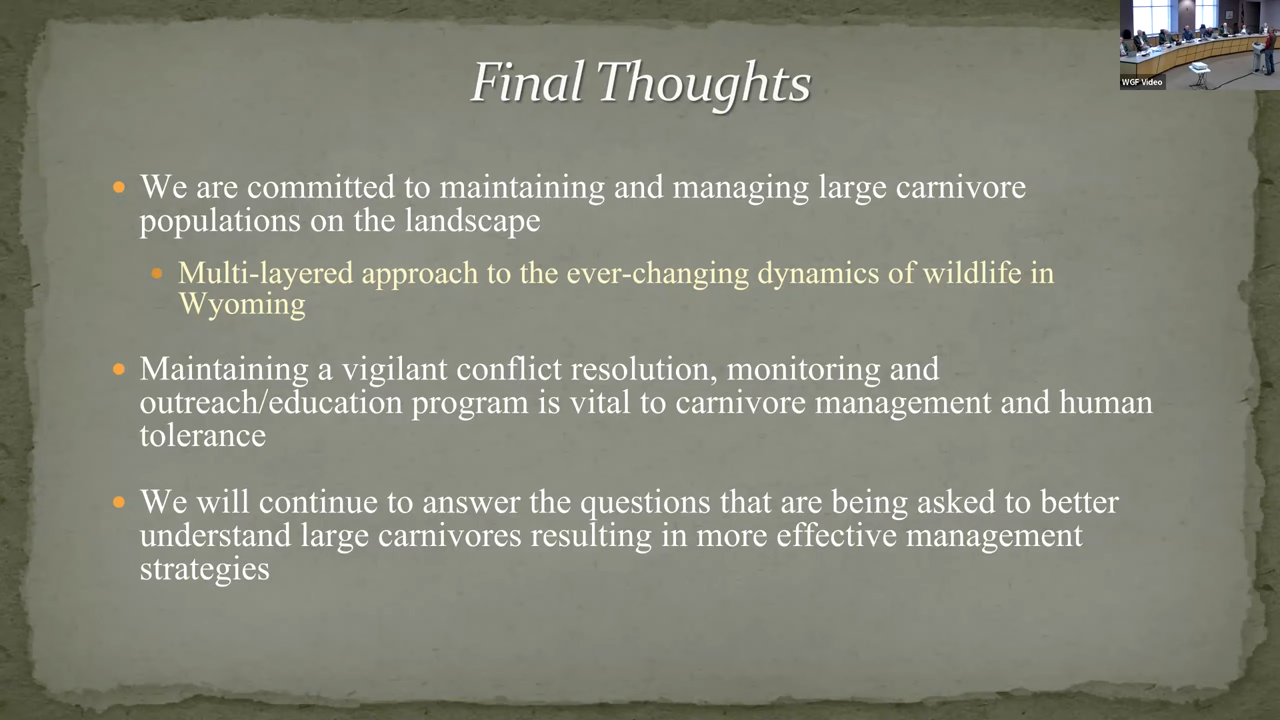 Final Thoughts
WGF Video
We are committed to maintaining and managing large carnivore
populations on the landscape
Multi-layered approach to the ever-changing dynamics of wildlife in
Wyoming
Maintaining a vigilant conflict resolution, monitoring and
outreach/education program is vital to carnivore management and human
tolerance
We will continue to answer the questions that are being asked to better
understand large carnivores resulting in more effective management
strategies